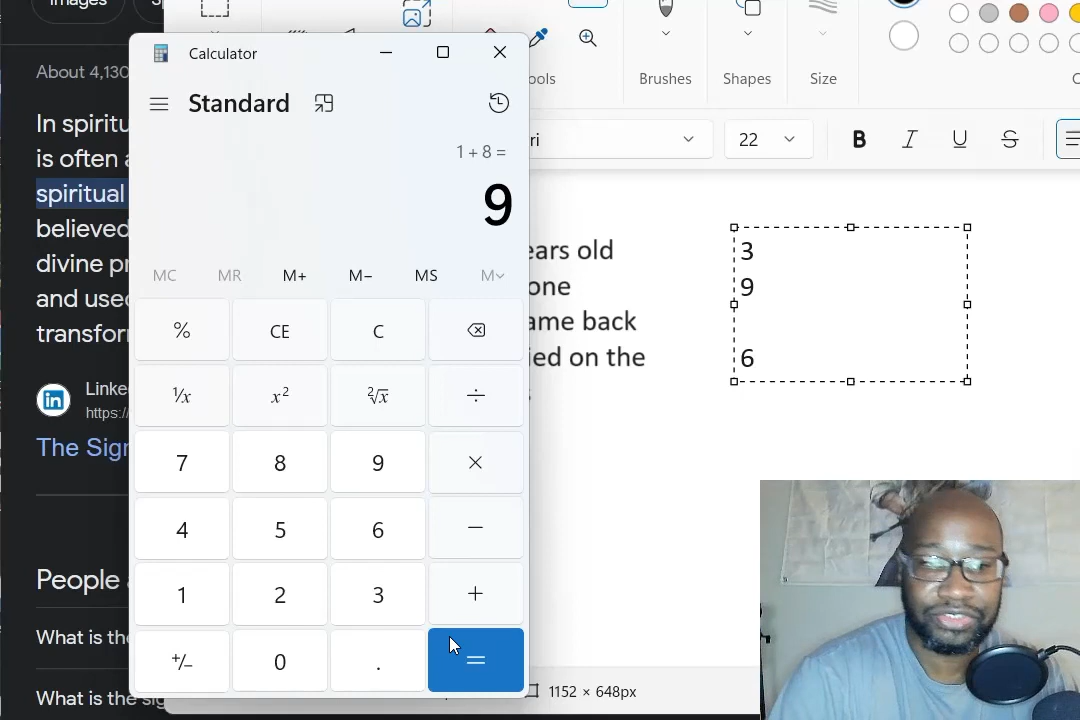 Images
About 4,130
In spiritu
is often a
spiritual
believed
divine pr
and used
transforn
Linke
https:/
The Sign
People
What is the
What is the sig
Calculator
Standard
1 + 8 =
9
MC MR M+ M− MS M
% CE C
¹/x x² ²√x ÷
7 8 9 ×
4 5 6 −
1 2 3 +
+/− 0 . =
ools
Brushes
Shapes
Size
C
ri
22
B I U S
ears old
one
ame back
ied on the
3
9
6
1152 × 648px